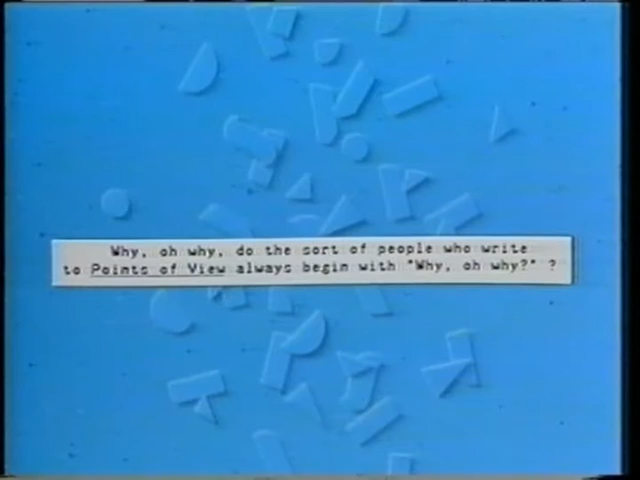 Why, oh why, do the sort of people who write
to Points of View always begin with "Why, oh why?" ?